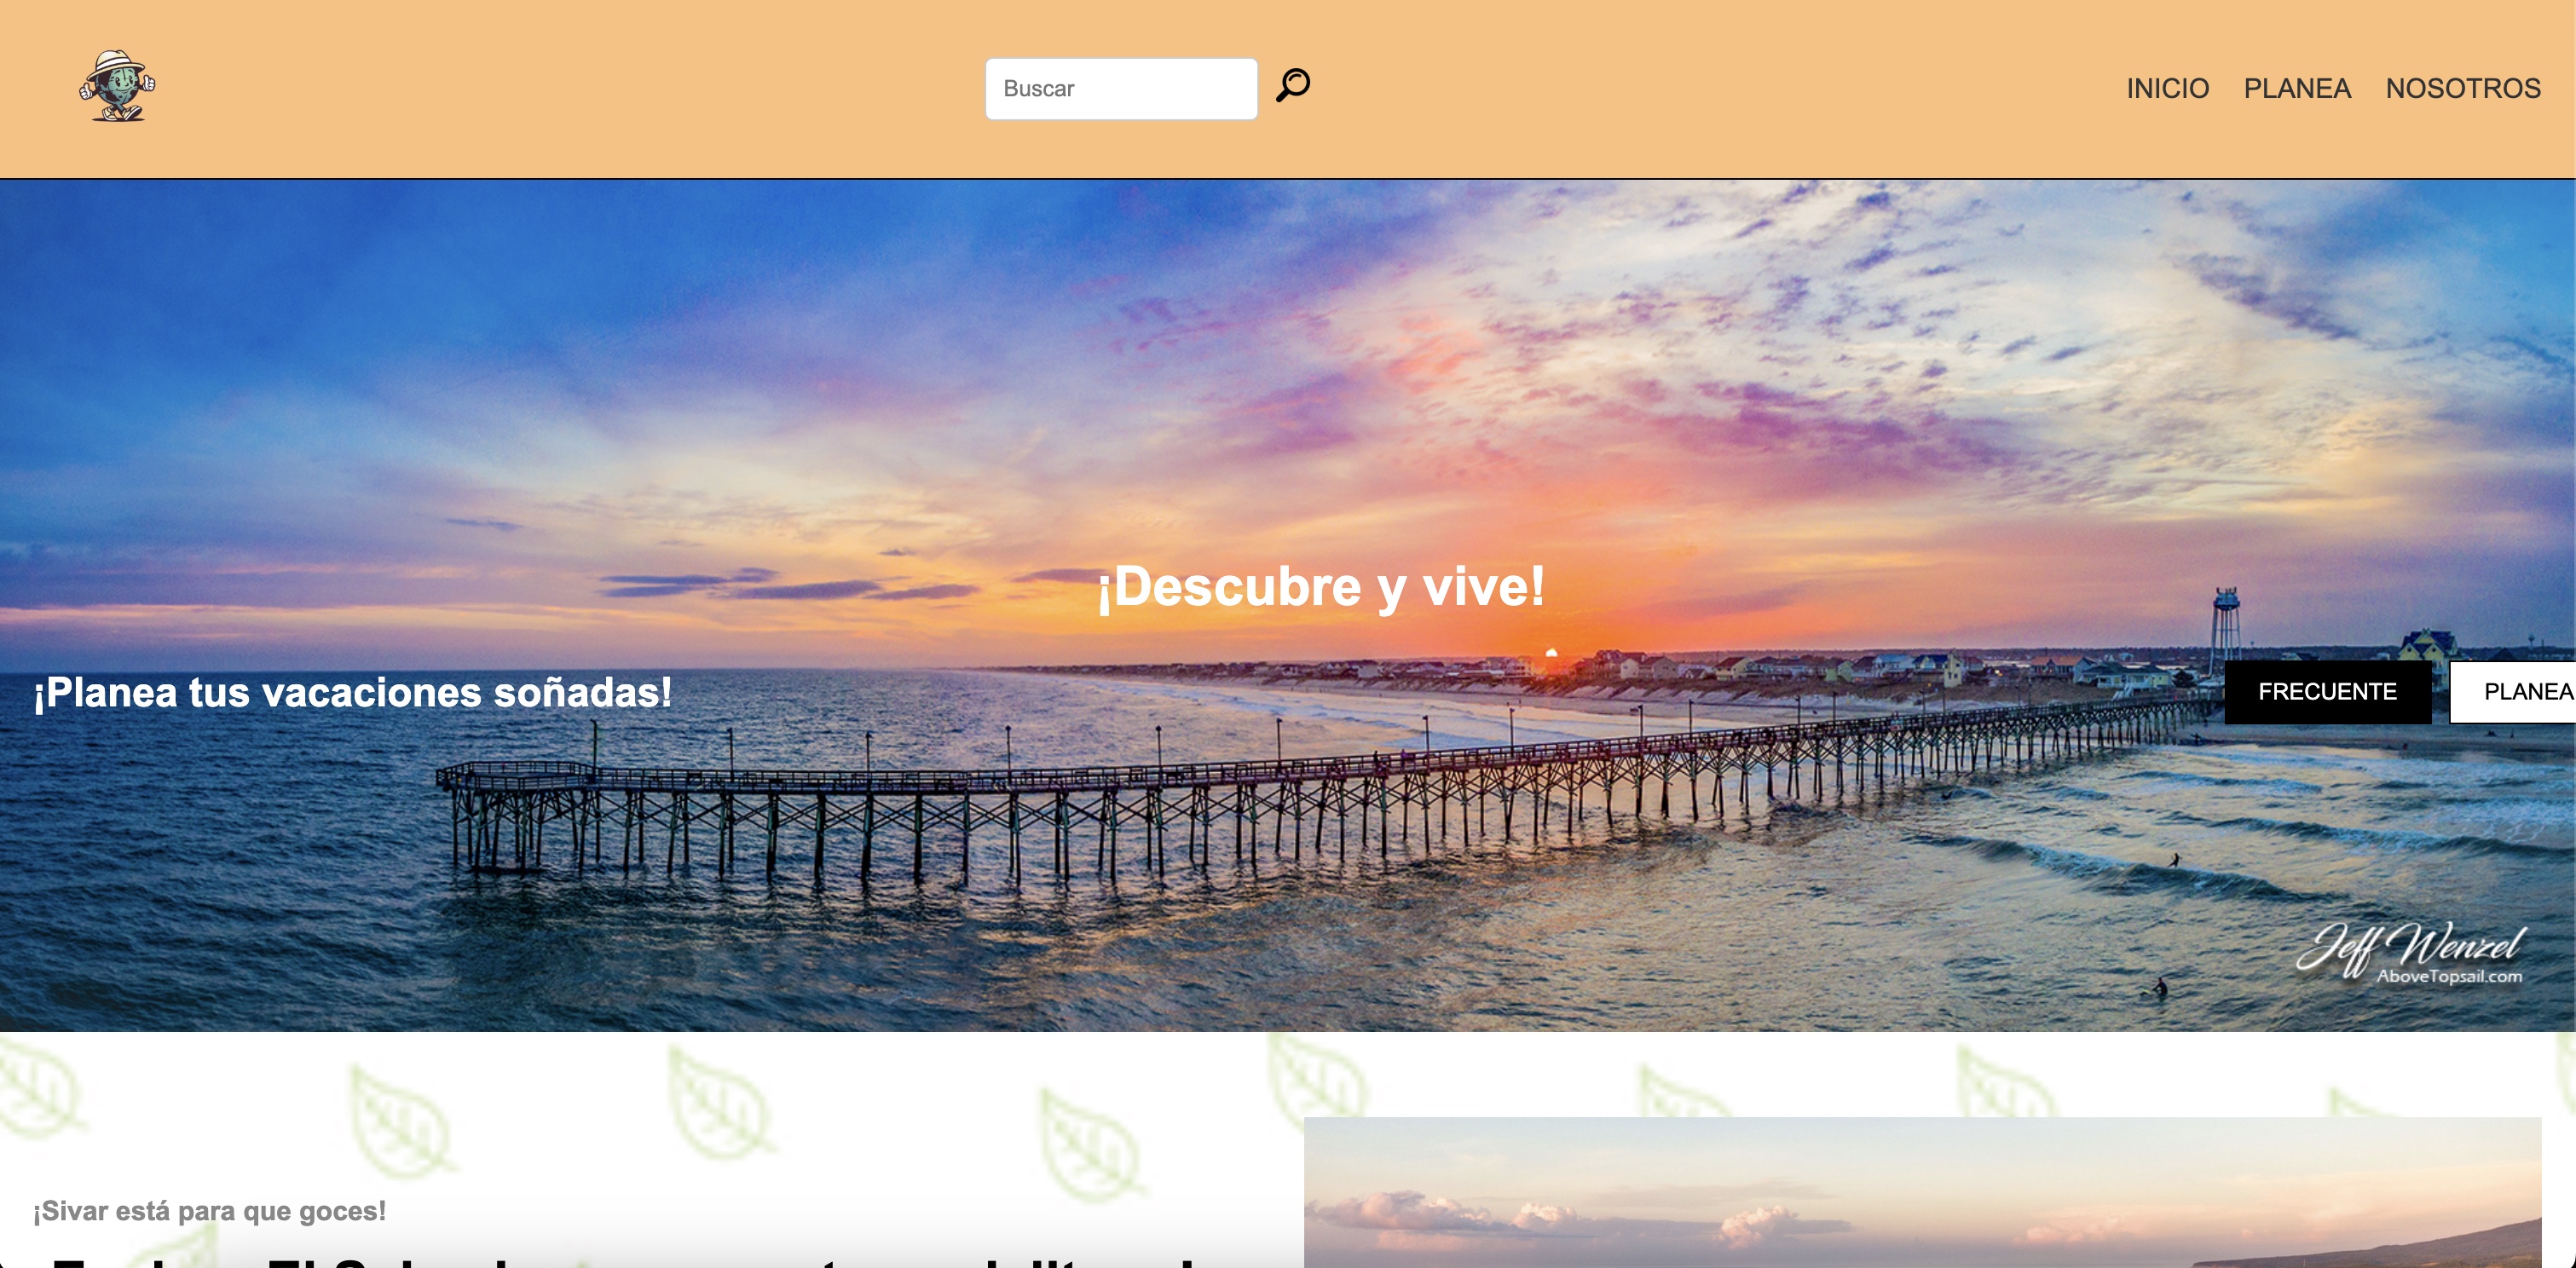 Buscar
INICIO PLANEA NOSOTROS
¡Descubre y vive!
¡Planea tus vacaciones soñadas!
FRECUENTE
PLANEA
Jeff Wenzel
AboveTopsail.com
¡Sivar está para que goces!